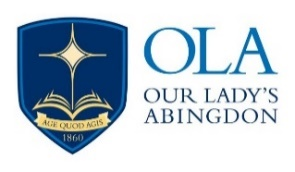 OLA
OUR LADY'S
ABINGDON
AGE QUOD AGIS
1860